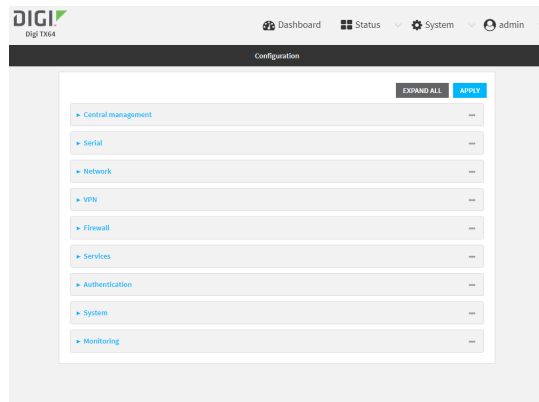 DIGI
Digi TX64
Dashboard Status System admin
Configuration
EXPAND ALL APPLY
Central management
Serial
Network
VPN
Firewall
Services
Authentication
System
Monitoring